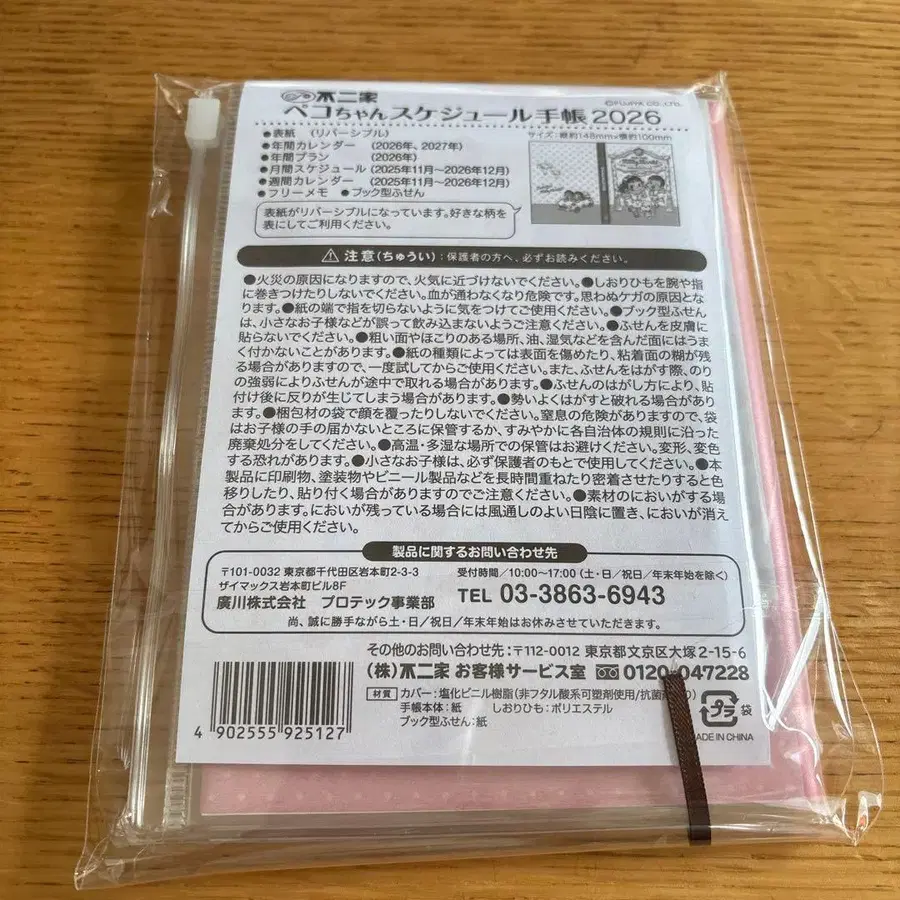 不二家
©FUJIYA CO.,LTD.
ペコちゃんスケジュール手帳2026
●表紙 (リバーシブル)
サイズ:縦約148mm×横約100mm
●年間カレンダー (2026年、2027年)
●年間プラン (2026年)
●月間スケジュール(2025年11月~2026年12月)
●週間カレンダー (2025年11月~2026年12月)
●フリーメモ ●ブック型ふせん
表紙がリバーシブルになっています。好きな柄を
表にしてご利用ください。
⚠注意(ちゅうい):保護者の方へ、必ずお読みください。
●火災の原因になりますので、火気に近づけないでください。●しおりひもを腕や指
に巻きつけたりしないでください。血が通わなくなり危険です。思わぬケガの原因とな
ります。●紙の端で指を切らないように気をつけてご使用ください。●ブック型ふせん
は、小さなお子様などが誤って飲み込まないようご注意ください。●ふせんを皮膚に
貼らないでください。●粗い面やほこりのある場所、油、湿気などを含んだ面にはうま
く付かないことがあります。●紙の種類によっては表面を傷めたり、粘着面の糊が残
る場合がありますので、一度試してからご使用ください。また、ふせんをはがす際、のり
の強弱によりふせんが途中で取れる場合があります。●ふせんのはがし方により、貼
付け後に反りが生じてしまう場合があります。●勢いよくはがすと破れる場合があり
ます。●梱包材の袋で顔を覆ったりしないでください。窒息の危険がありますので、袋
はお子様の手の届かないところに保管するか、すみやかに各自治体の規則に沿った
廃棄処分をしてください。●高温・多湿な場所での保管はお避けください。変形、変色
する恐れがあります。●小さなお子様は、必ず保護者のもとで使用してください。●本
製品に印刷物、塗装物やビニール製品などを長時間重ねたり密着させたりすると色
移りしたり、貼り付く場合がありますのでご注意ください。●素材のにおいがする場
合があります。においが残っている場合には風通しのよい日陰に置き、においが消え
てからご使用ください。
製品に関するお問い合わせ先
〒101-0032 東京都千代田区岩本町2-3-3
ザイマックス岩本町ビル8F
廣川株式会社 プロテック事業部
受付時間/10:00~17:00(土・日/祝日/年末年始を除く)
TEL 03-3863-6943
尚、誠に勝手ながら土・日/祝日/年末年始はお休みさせていただきます。
その他のお問い合わせ先:〒112-0012 東京都文京区大塚2-15-6
(株)不二家 お客様サービス室 0120-047228
材質 カバー:塩化ビニル樹脂(非フタル酸系可塑剤使用/抗菌
手帳本体:紙 しおりひも:ポリエステル
ブック型ふせん:紙
プラ 袋
MADE IN CHINA
4 902555 925127